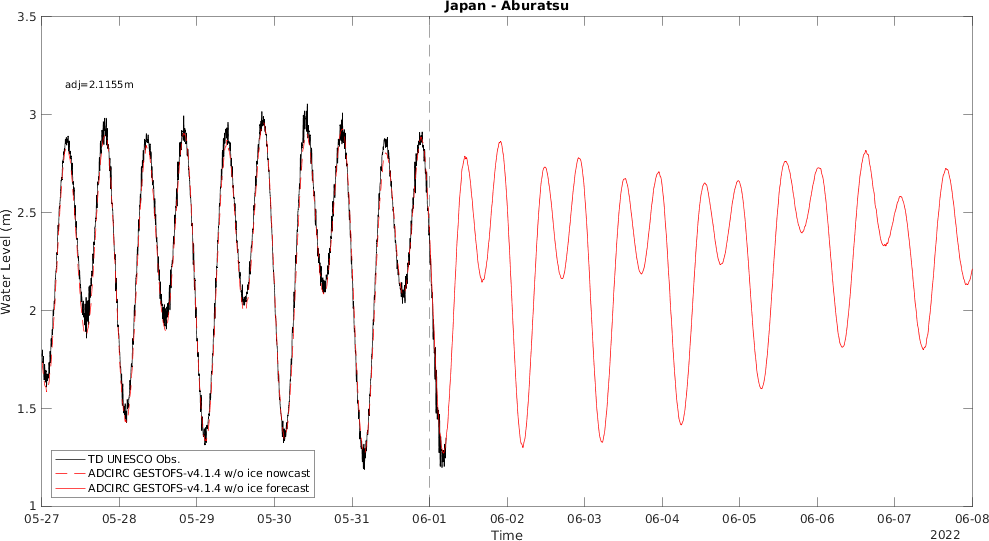 Japan - Aburatsu
3.5
3
2.5
2
1.5
1
Water Level (m)
adj=2.1155m
TD UNESCO Obs.
ADCIRC GESTOFS-v4.1.4 w/o ice nowcast
ADCIRC GESTOFS-v4.1.4 w/o ice forecast
05-27 05-28 05-29 05-30 05-31 06-01 06-02 06-03 06-04 06-05 06-06 06-07 06-08
Time
2022